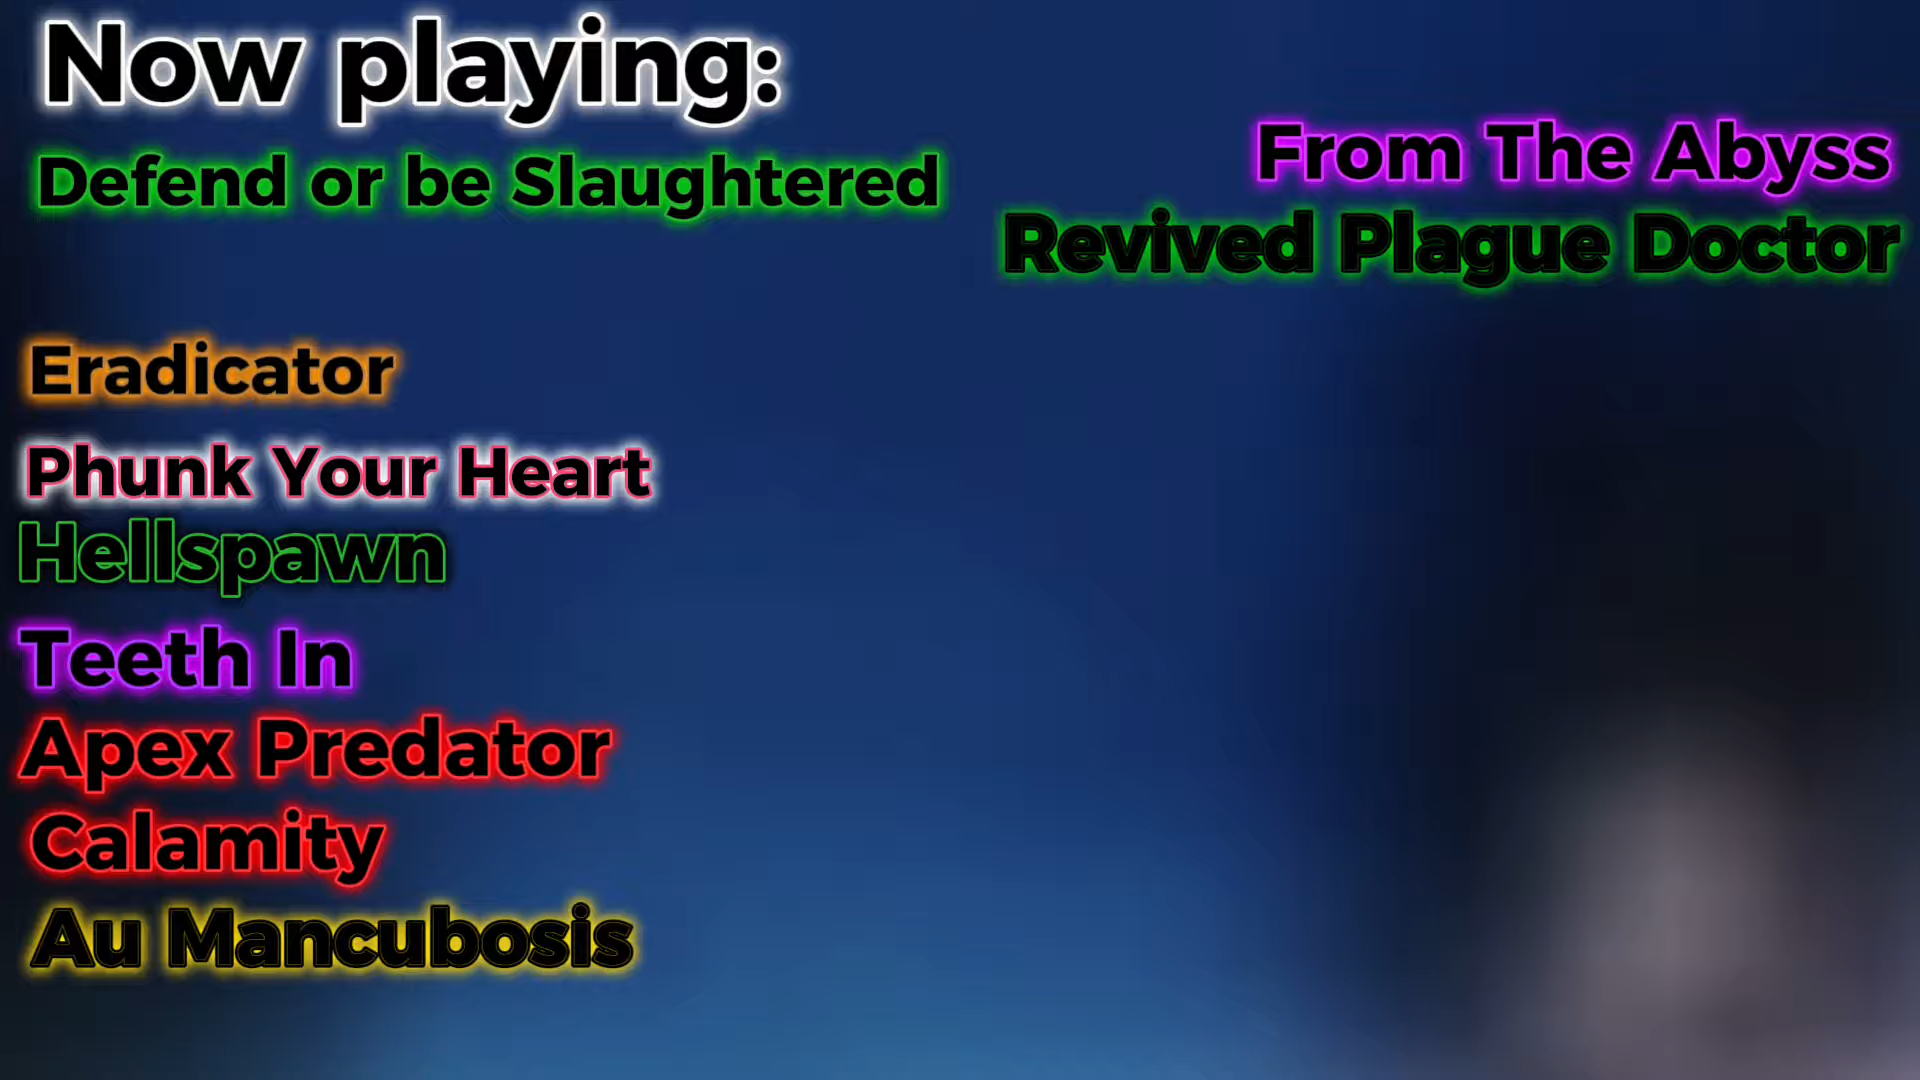 Now playing:
Defend or be Slaughtered
Eradicator
Phunk Your Heart
Hellspawn
Teeth In
Apex Predator
Calamity
Au Mancubosis
From The Abyss
Revived Plague Doctor